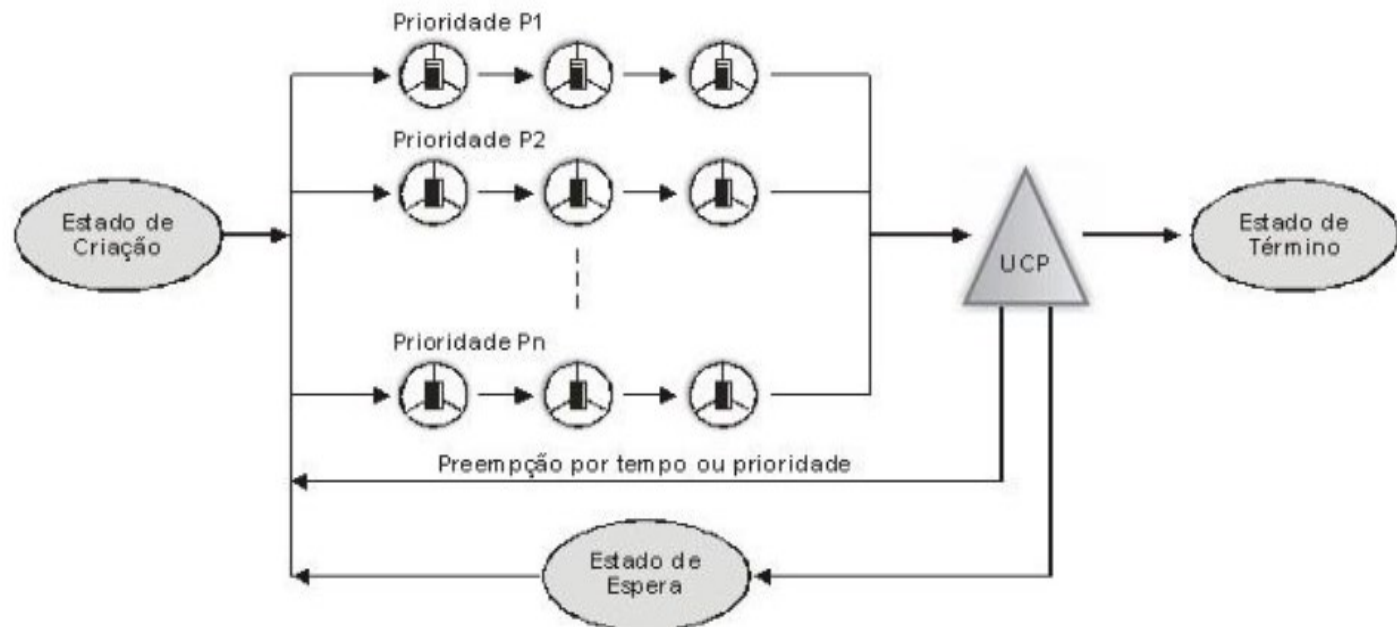 Prioridade P1
Prioridade P2
Estado de
Criação
UCP
Estado de
Término
Prioridade Pn
Preempção por tempo ou prioridade
Estado de
Espera